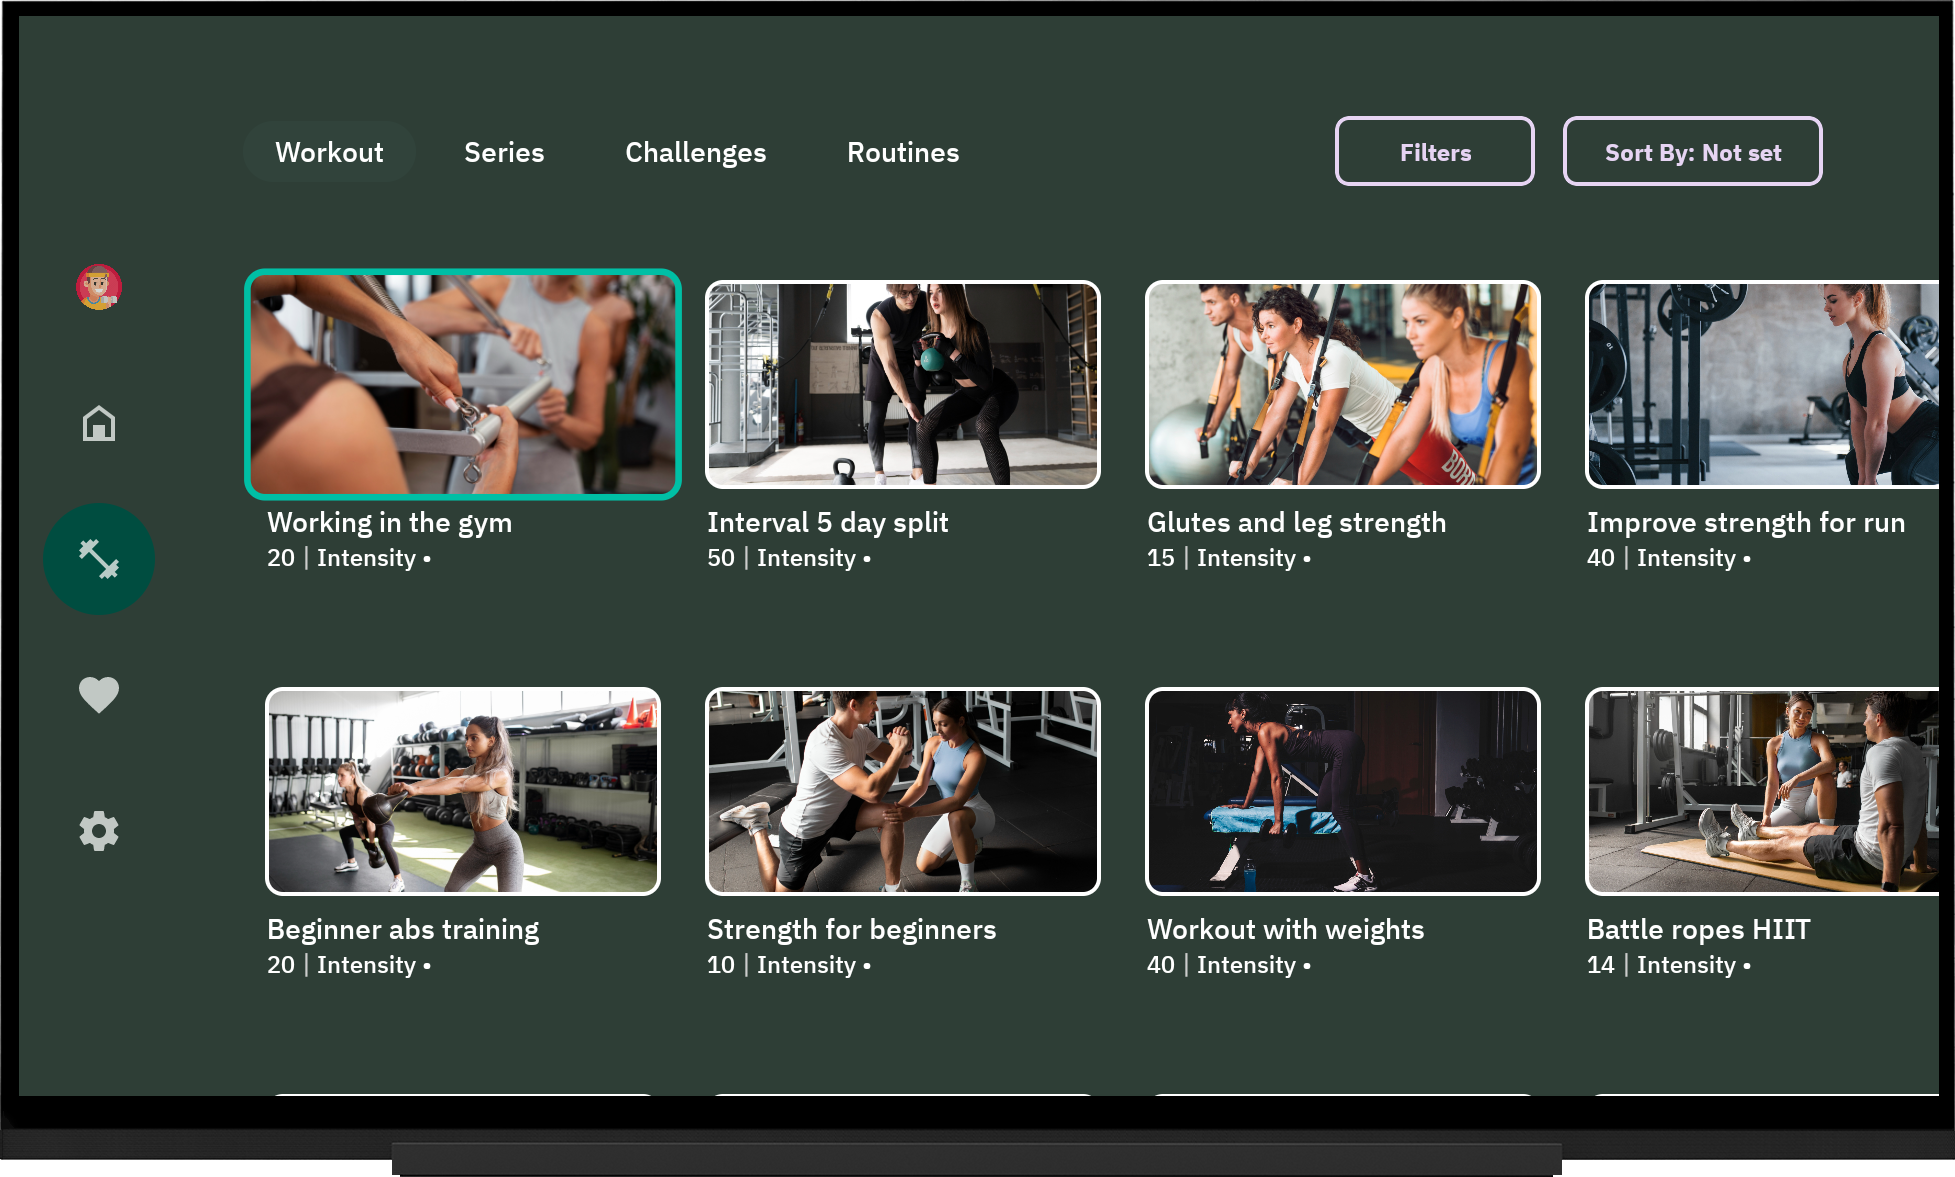 Workout Series Challenges Routines Filters Sort By: Not set
Working in the gym
20 | Intensity •
Interval 5 day split
50 | Intensity •
Glutes and leg strength
15 | Intensity •
Improve strength for run
40 | Intensity •
Beginner abs training
20 | Intensity •
Strength for beginners
10 | Intensity •
Workout with weights
40 | Intensity •
Battle ropes HIIT
14 | Intensity •